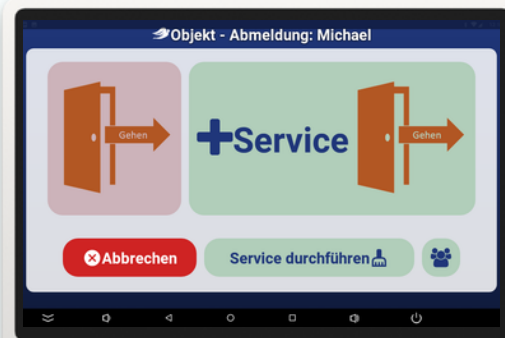 Objekt - Abmeldung: Michael
Gehen
+Service
Gehen
Abbrechen
Service durchführen